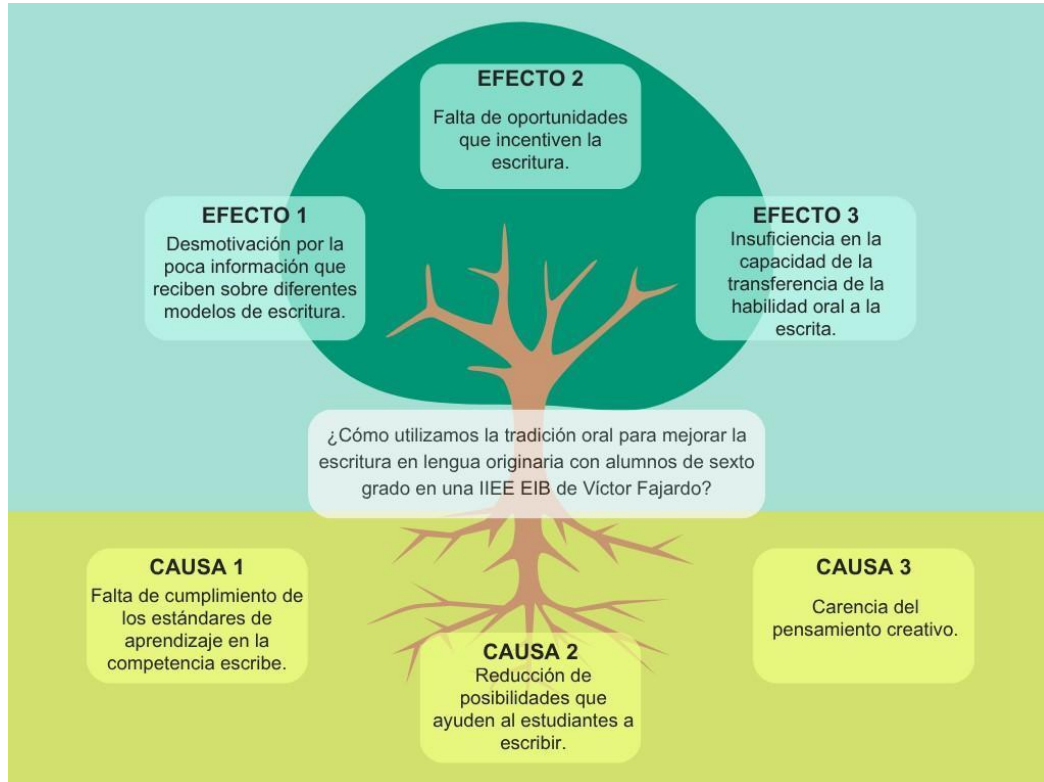 EFECTO 2
Falta de oportunidades
que incentiven la
escritura.
EFECTO 1
Desmotivación por la
poca información que
reciben sobre diferentes
modelos de escritura.
EFECTO 3
Insuficiencia en la
capacidad de la
transferencia de la
habilidad oral a la
escrita.
¿Cómo utilizamos la tradición oral para mejorar la
escritura en lengua originaria con alumnos de sexto
grado en una IIEE EIB de Víctor Fajardo?
CAUSA 1
Falta de cumplimiento de
los estándares de
aprendizaje en la
competencia escribe.
CAUSA 2
Reducción de
posibilidades que
ayuden al estudiantes a
escribir.
CAUSA 3
Carencia del
pensamiento creativo.